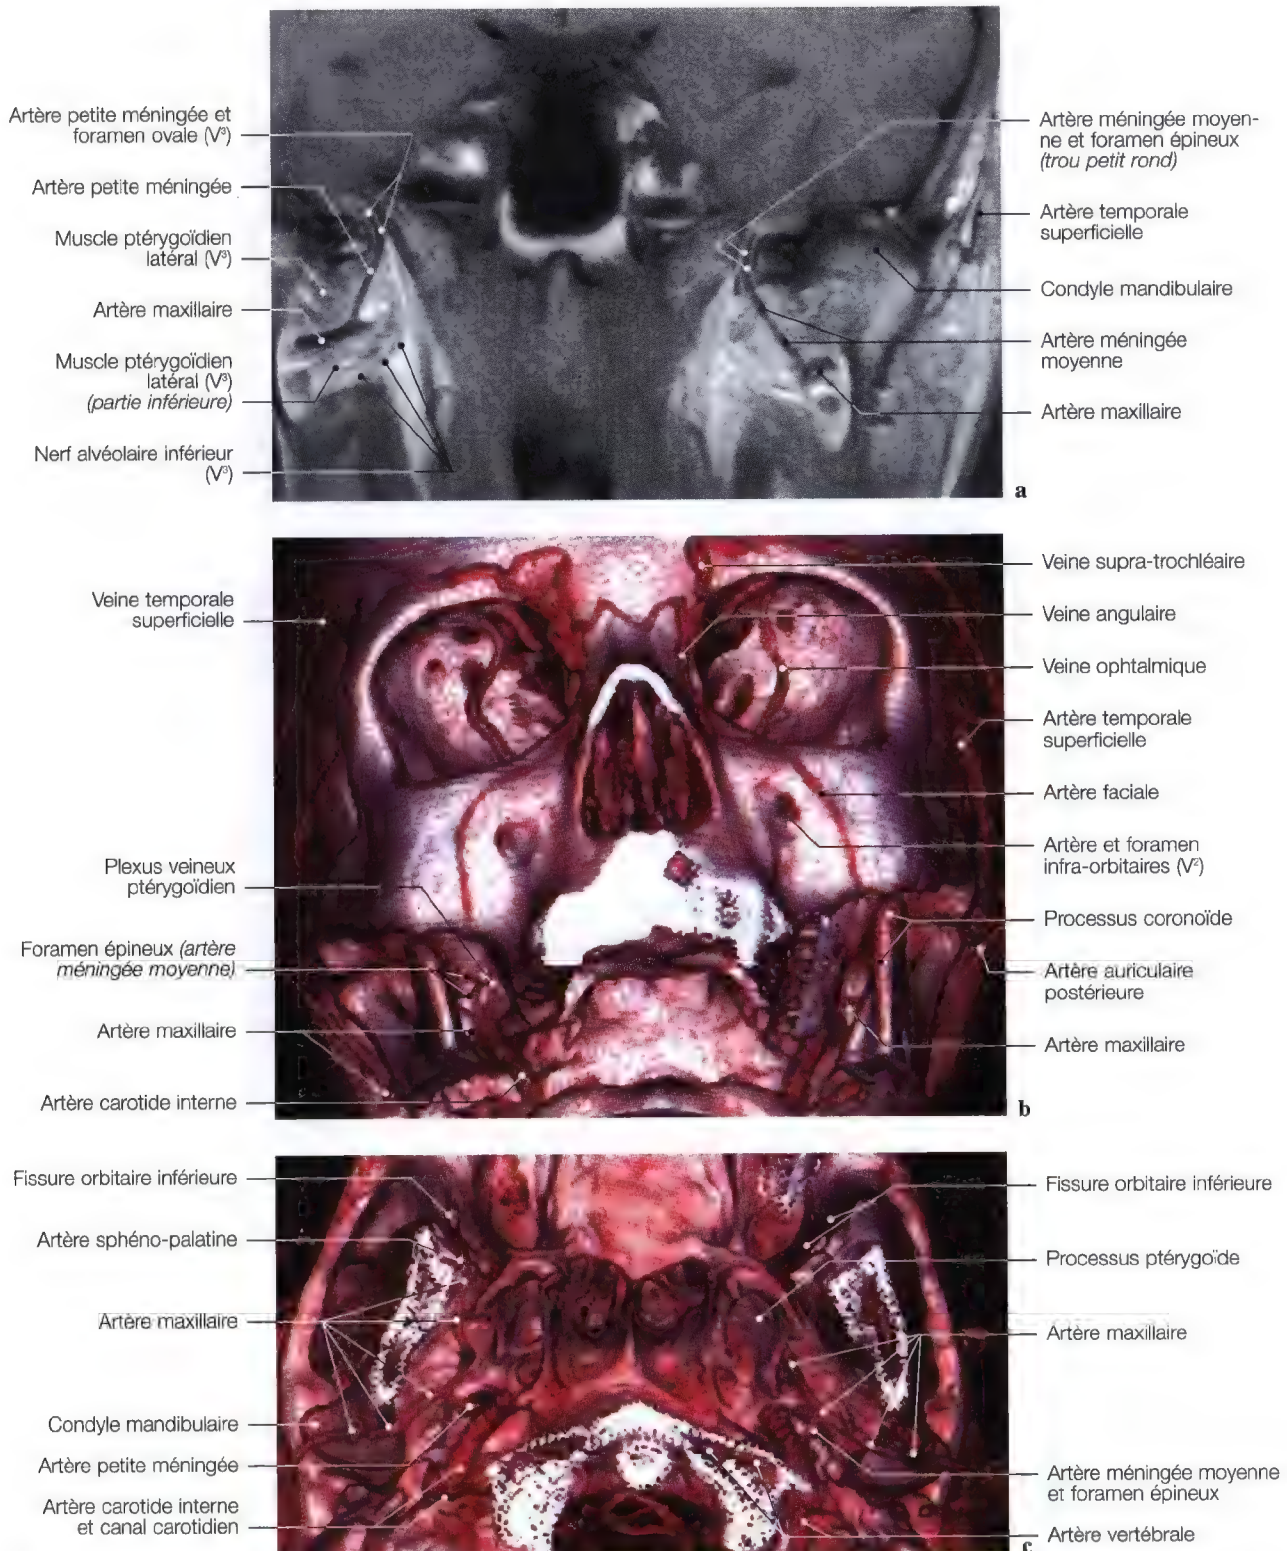 Artère petite méningée et
foramen ovale (V³)
Artère petite méningée
Muscle ptérygoïdien
latéral (V³)
Artère maxillaire
Muscle ptérygoïdien
latéral (V³)
(partie inférieure)
Nerf alvéolaire inférieur
(V³)
Artère méningée moyen-
ne et foramen épineux
(trou petit rond)
Artère temporale
superficielle
Condyle mandibulaire
Artère méningée
moyenne
Artère maxillaire
a
Veine temporale
superficielle
Plexus veineux
ptérygoïdien
Foramen épineux (artère
méningée moyenne)
Artère maxillaire
Artère carotide interne
Veine supra-trochléaire
Veine angulaire
Veine ophtalmique
Artère temporale
superficielle
Artère faciale
Artère et foramen
infra-orbitaires (V²)
Processus coronoïde
Artère auriculaire
postérieure
Artère maxillaire
b
Fissure orbitaire inférieure
Artère sphéno-palatine
Artère maxillaire
Condyle mandibulaire
Artère petite méningée
Artère carotide interne
et canal carotidien
Fissure orbitaire inférieure
Processus ptérygoïde
Artère maxillaire
Artère méningée moyenne
et foramen épineux
Artère vertébrale
c